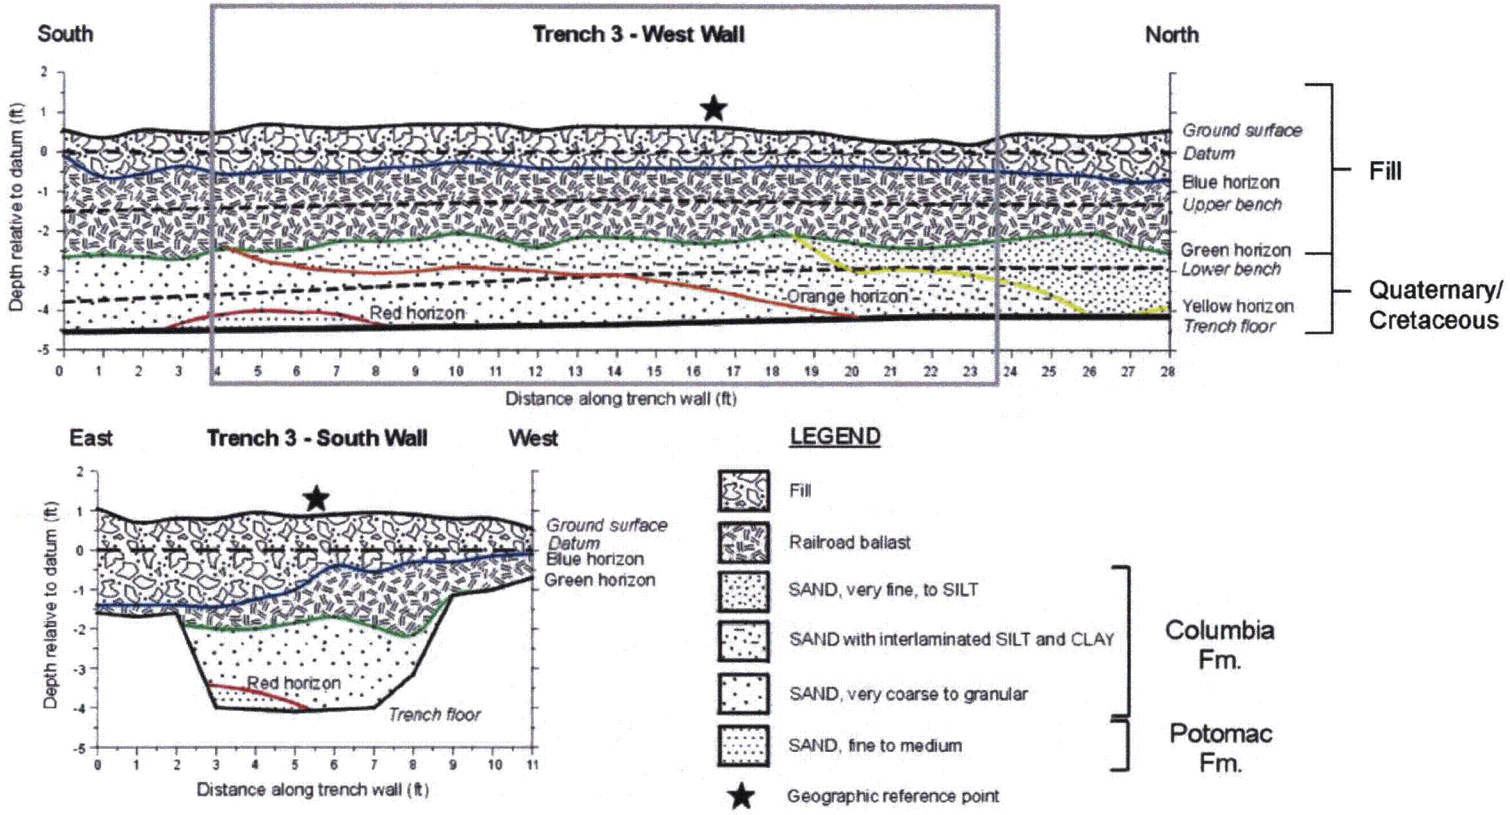 South
Trench 3 - West Wall
North
Depth relative to datum (ft)
2
1
0
-1
-2
-3
-4
-5
Ground surface
Datum
Blue horizon
Upper bench
Green horizon
Lower bench
Yellow horizon
Trench floor
Orange horizon
Red horizon
Fill
Quaternary/
Cretaceous
0 1 2 3 4 5 6 7 8 9 10 11 12 13 14 15 16 17 18 19 20 21 22 23 24 25 26 27 28
Distance along trench wall (ft)
East
Trench 3 - South Wall
West
Depth relative to datum (ft)
2
1
0
-1
-2
-3
-4
-5
Ground surface
Datum
Blue horizon
Green horizon
Red horizon
Trench floor
0 1 2 3 4 5 6 7 8 9 10 11
Distance along trench wall (ft)
LEGEND
Fill
Railroad ballast
SAND, very fine, to SILT
SAND with interlaminated SILT and CLAY
SAND, very coarse to granular
SAND, fine to medium
Geographic reference point
Columbia
Fm.
Potomac
Fm.